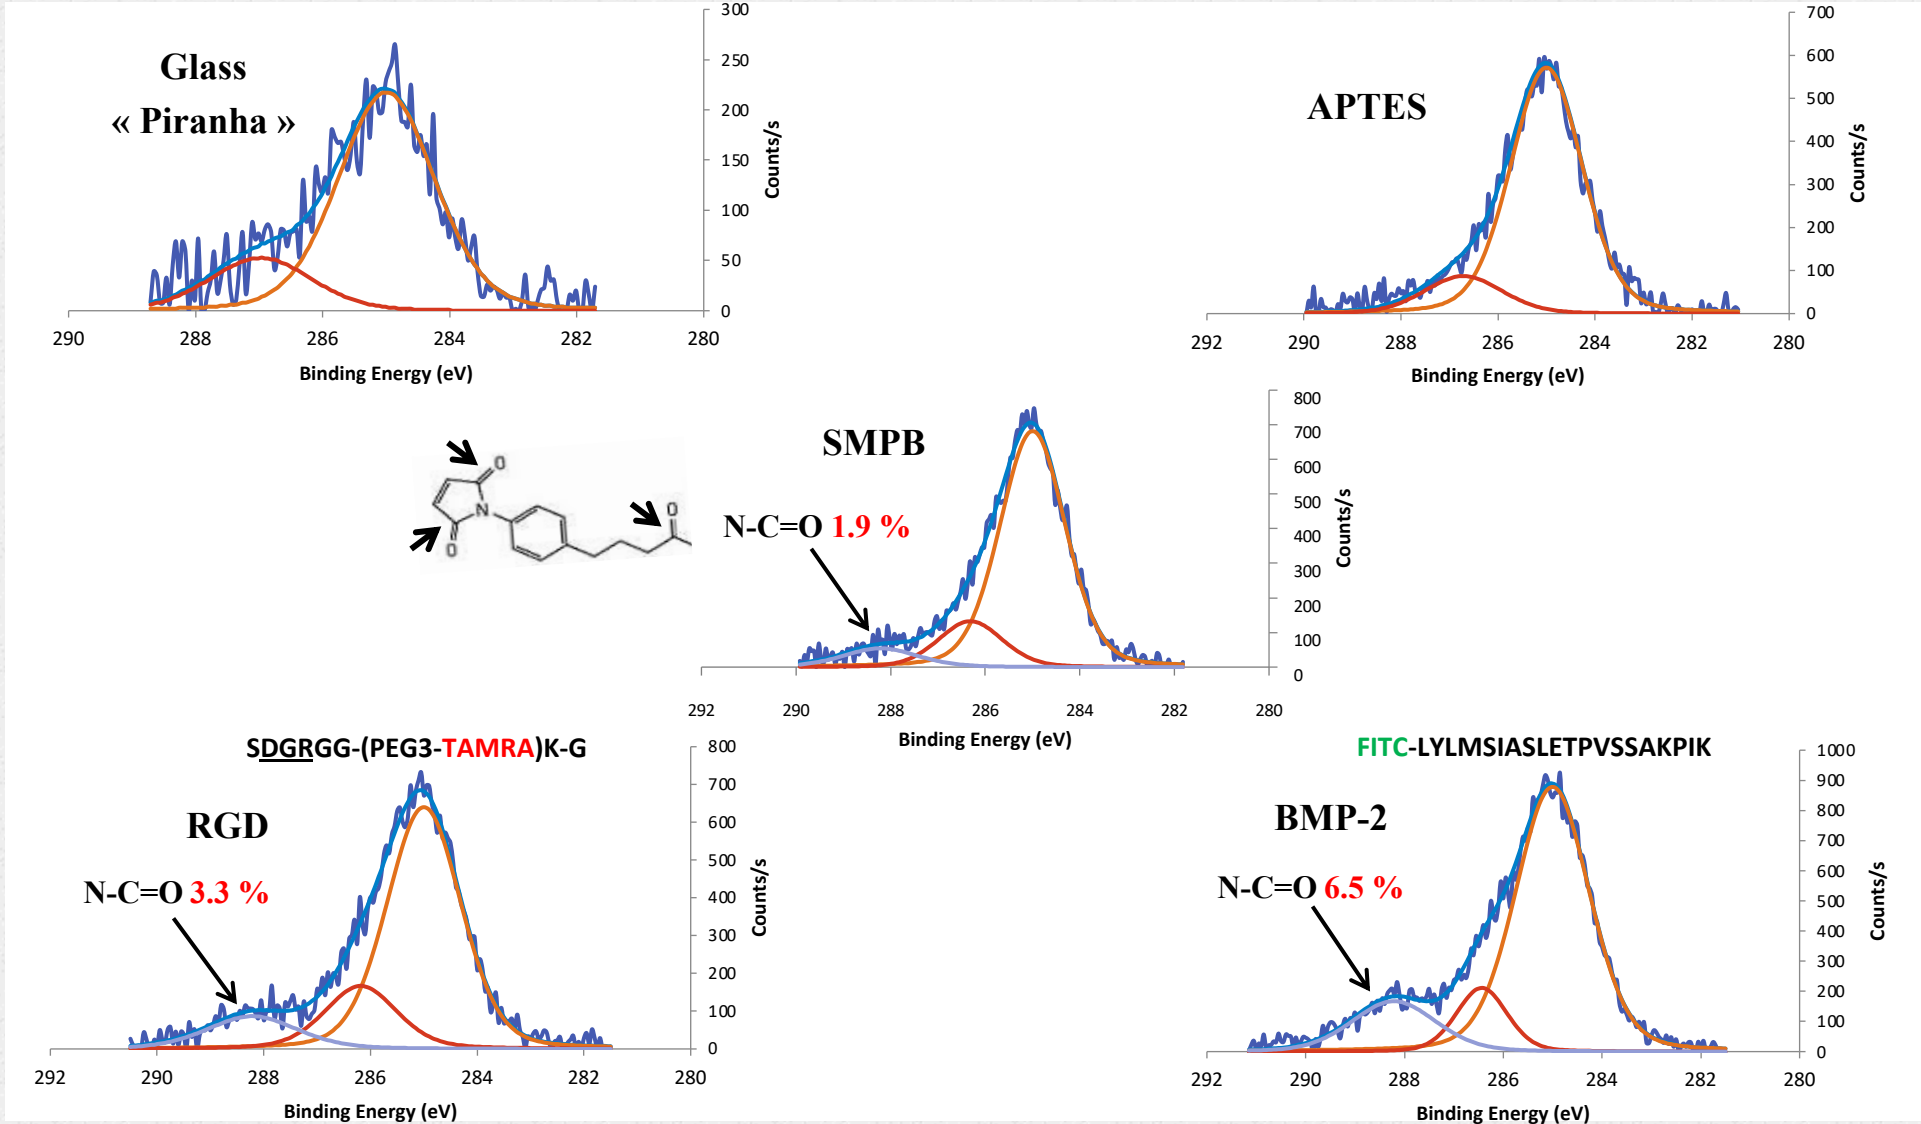 Glass
« Piranha »
300
250
200
150
100
50
0
Counts/s
290 288 286 284 282 280
Binding Energy (eV)
APTES
700
600
500
400
300
200
100
0
Counts/s
292 290 288 286 284 282 280
Binding Energy (eV)
O
N
O
O
SMPB
N-C=O 1.9 %
800
700
600
500
400
300
200
100
0
Counts/s
292 290 288 286 284 282 280
Binding Energy (eV)
SDGRGG-(PEG3-TAMRA)K-G
RGD
N-C=O 3.3 %
800
700
600
500
400
300
200
100
0
Counts/s
292 290 288 286 284 282 280
Binding Energy (eV)
FITC-LYLMSIASLETPVSSAKPIK
BMP-2
N-C=O 6.5 %
1000
900
800
700
600
500
400
300
200
100
0
Counts/s
292 290 288 286 284 282 280
Binding Energy (eV)